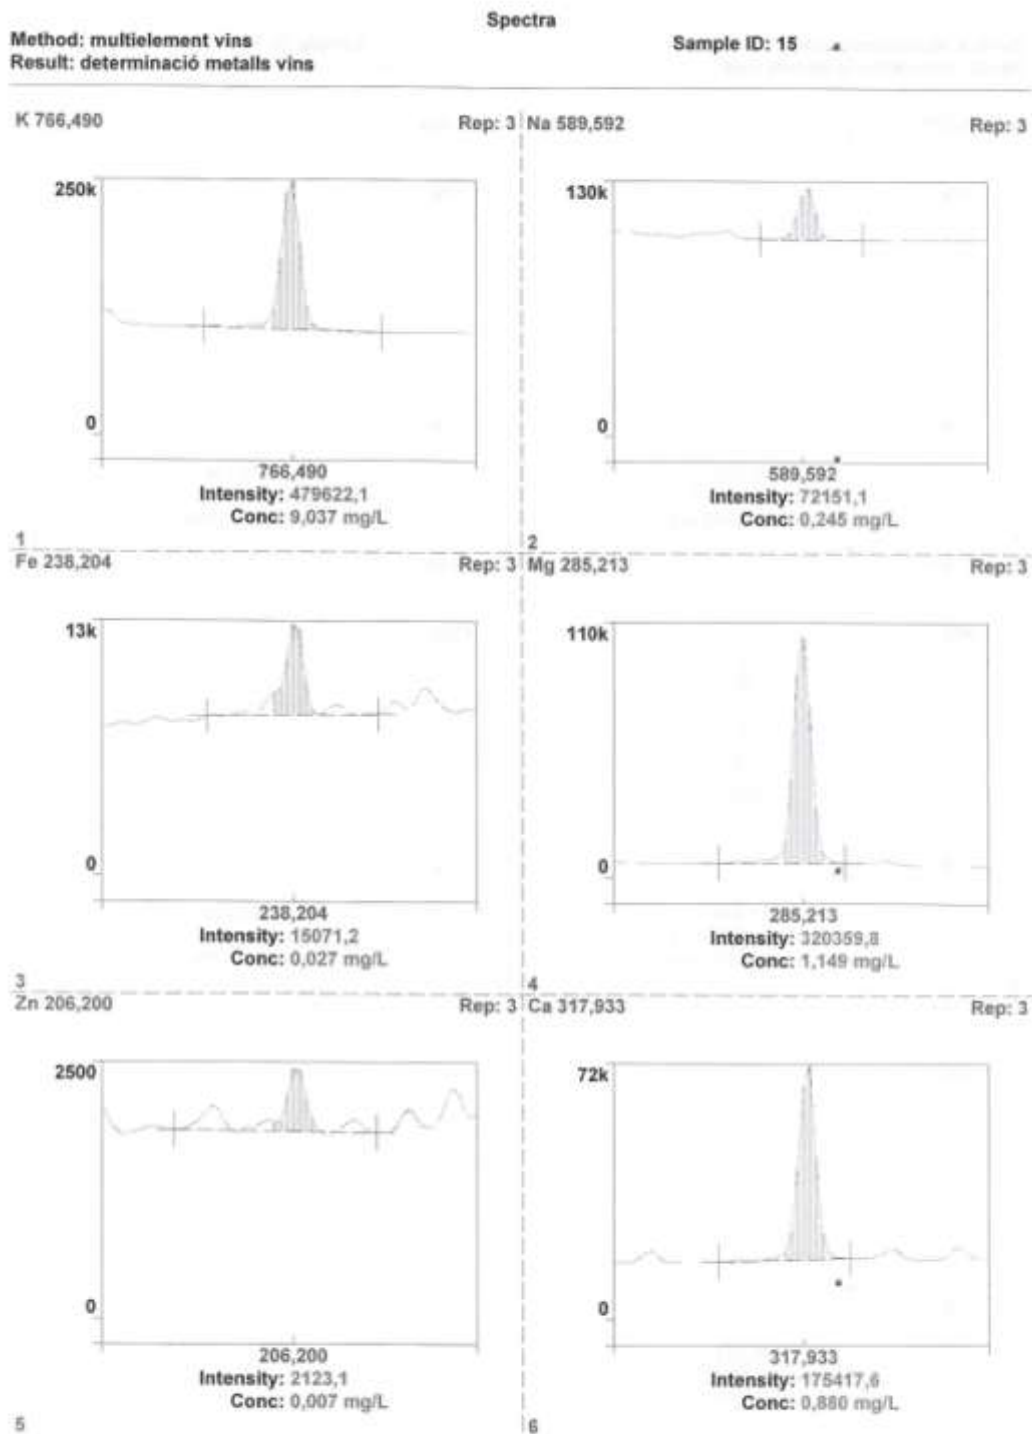 Spectra
Method: multielement vins
Sample ID: 15
Result: determinació metalls vins
K 766,490 Rep: 3
250k
0
766,490
Intensity: 479622,1
Conc: 9,037 mg/L
1
Na 589,592 Rep: 3
130k
0
589,592
Intensity: 72151,1
Conc: 0,245 mg/L
2
Fe 238,204 Rep: 3
13k
0
238,204
Intensity: 15071,2
Conc: 0,027 mg/L
3
Mg 285,213 Rep: 3
110k
0
285,213
Intensity: 320359,8
Conc: 1,149 mg/L
4
Zn 206,200 Rep: 3
2500
0
206,200
Intensity: 2123,1
Conc: 0,007 mg/L
5
Ca 317,933 Rep: 3
72k
0
317,933
Intensity: 175417,6
Conc: 0,880 mg/L
6